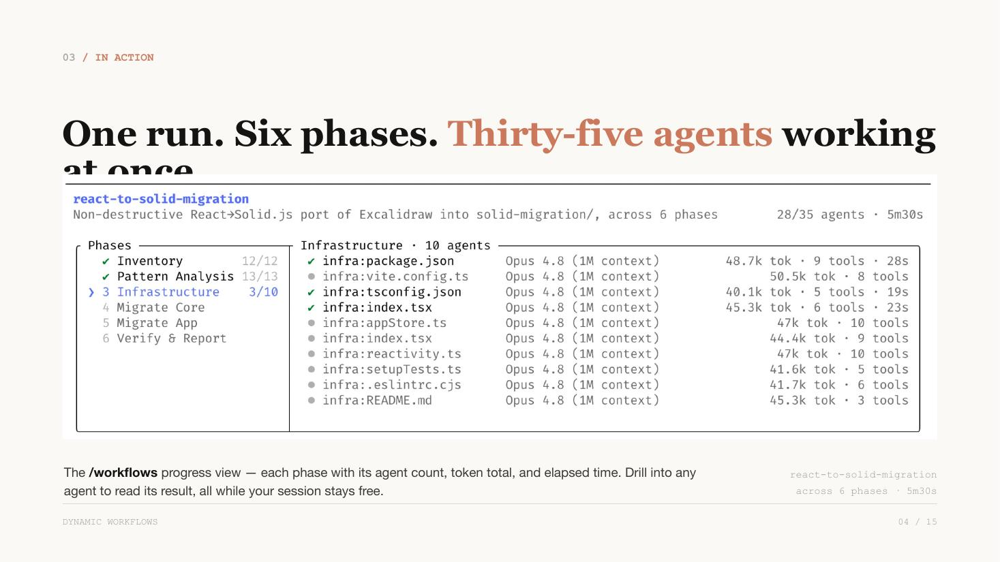 03 / IN ACTION
One run. Six phases. Thirty-five agents working
at once
react-to-solid-migration
Non-destructive React→Solid.js port of Excalidraw into solid-migration/, across 6 phases 28/35 agents · 5m30s
Phases Infrastructure · 10 agents
✔ Inventory 12/12 ✔ infra:package.json Opus 4.8 (1M context) 48.7k tok · 9 tools · 28s
✔ Pattern Analysis 13/13 ● infra:vite.config.ts Opus 4.8 (1M context) 50.5k tok · 8 tools
❯ 3 Infrastructure 3/10 ✔ infra:tsconfig.json Opus 4.8 (1M context) 40.1k tok · 5 tools · 19s
4 Migrate Core ✔ infra:index.tsx Opus 4.8 (1M context) 45.3k tok · 6 tools · 23s
5 Migrate App ● infra:appStore.ts Opus 4.8 (1M context) 47k tok · 10 tools
6 Verify & Report ● infra:index.tsx Opus 4.8 (1M context) 44.4k tok · 9 tools
● infra:reactivity.ts Opus 4.8 (1M context) 47k tok · 10 tools
● infra:setupTests.ts Opus 4.8 (1M context) 41.6k tok · 5 tools
● infra:.eslintrc.cjs Opus 4.8 (1M context) 41.7k tok · 6 tools
● infra:README.md Opus 4.8 (1M context) 45.3k tok · 3 tools
The /workflows progress view — each phase with its agent count, token total, and elapsed time. Drill into any
agent to read its result, all while your session stays free.
react-to-solid-migration
across 6 phases · 5m30s
DYNAMIC WORKFLOWS
04 / 15